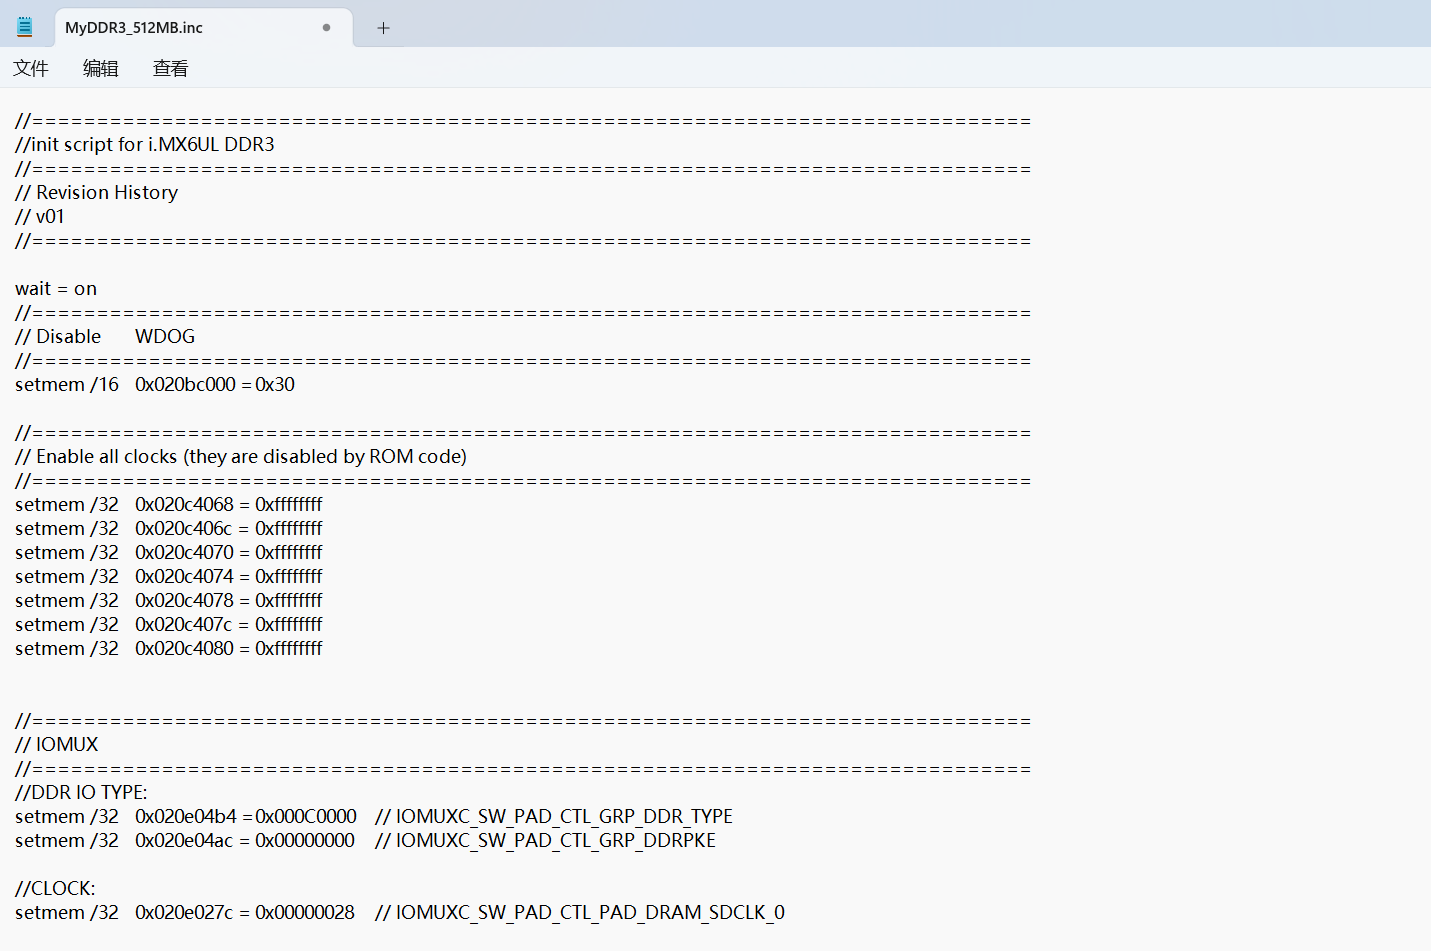 MyDDR3_512MB.inc
文件 编辑 查看
//=============================================================================
//init script for i.MX6UL DDR3
//=============================================================================
// Revision History
// v01
//=============================================================================
wait = on
//=============================================================================
// Disable WDOG
//=============================================================================
setmem /16 0x020bc000 = 0x30
//=============================================================================
// Enable all clocks (they are disabled by ROM code)
//=============================================================================
setmem /32 0x020c4068 = 0xffffffff
setmem /32 0x020c406c = 0xffffffff
setmem /32 0x020c4070 = 0xffffffff
setmem /32 0x020c4074 = 0xffffffff
setmem /32 0x020c4078 = 0xffffffff
setmem /32 0x020c407c = 0xffffffff
setmem /32 0x020c4080 = 0xffffffff
//=============================================================================
// IOMUX
//=============================================================================
//DDR IO TYPE:
setmem /32 0x020e04b4 = 0x000C0000 // IOMUXC_SW_PAD_CTL_GRP_DDR_TYPE
setmem /32 0x020e04ac = 0x00000000 // IOMUXC_SW_PAD_CTL_GRP_DDRPKE
//CLOCK:
setmem /32 0x020e027c = 0x00000028 // IOMUXC_SW_PAD_CTL_PAD_DRAM_SDCLK_0